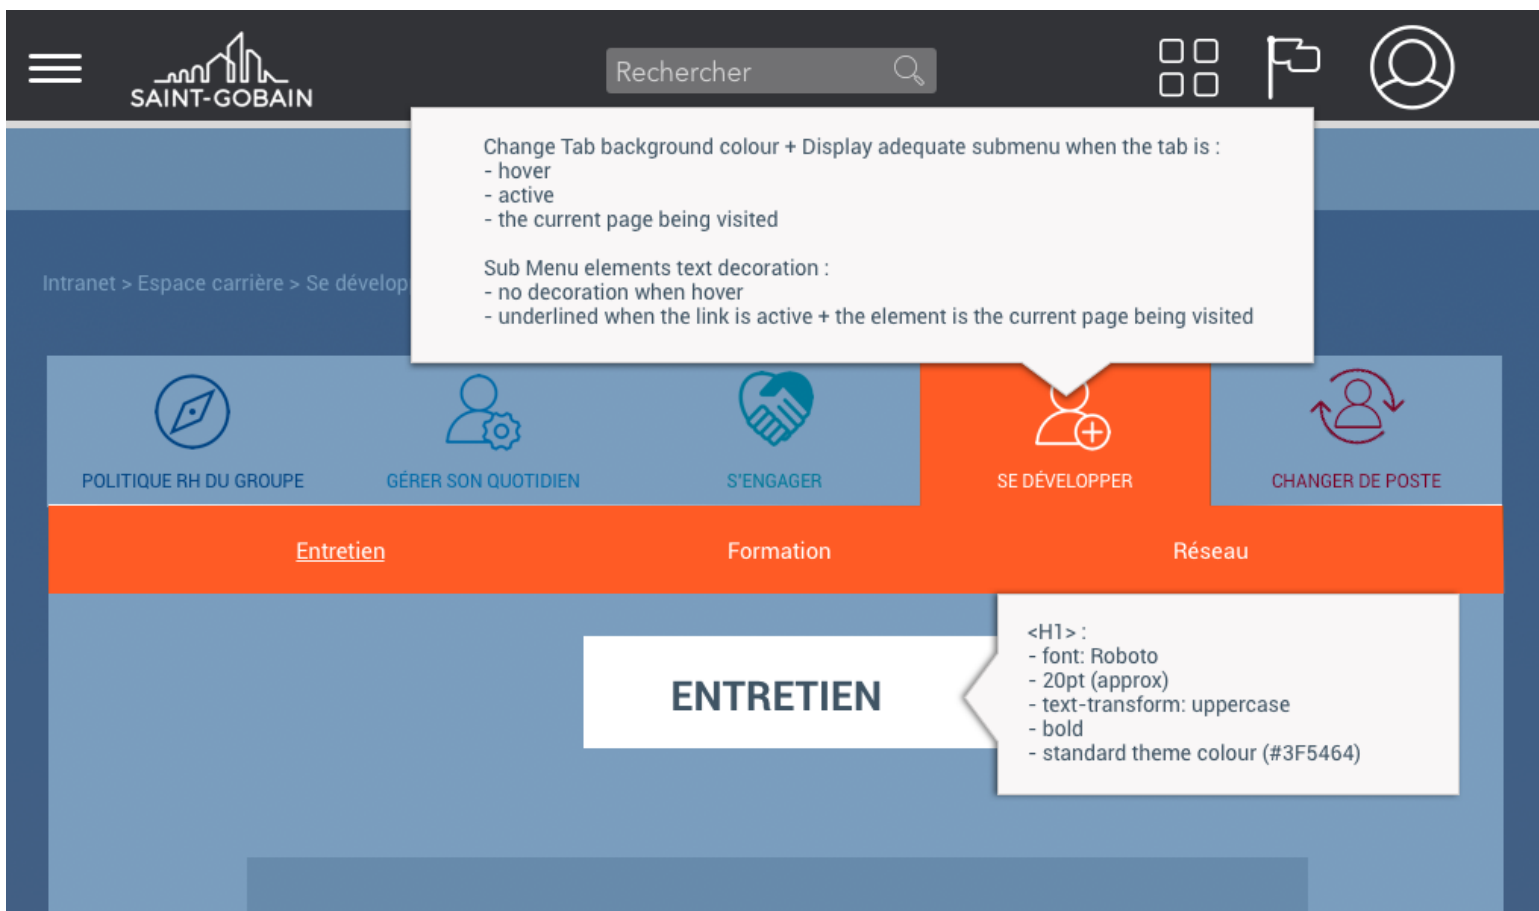 SAINT-GOBAIN
Rechercher
Change Tab background colour + Display adequate submenu when the tab is :
- hover
- active
- the current page being visited
Sub Menu elements text decoration :
- no decoration when hover
- underlined when the link is active + the element is the current page being visited
Intranet > Espace carrière > Se dévelop
POLITIQUE RH DU GROUPE
GÉRER SON QUOTIDIEN
S'ENGAGER
SE DÉVELOPPER
CHANGER DE POSTE
Entretien
Formation
Réseau
ENTRETIEN
<H1> :
- font: Roboto
- 20pt (approx)
- text-transform: uppercase
- bold
- standard theme colour (#3F5464)